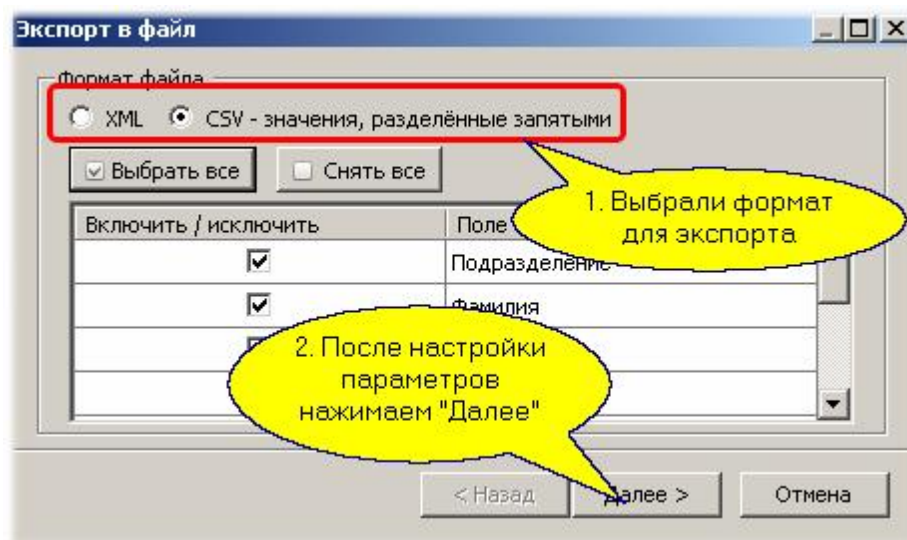 Экспорт в файл
Формат файла
XML CSV - значения, разделённые запятыми
Выбрать все Снять все
1. Выбрали формат
для экспорта
Включить / исключить Поле
Подразделение
Фамилия
2. После настройки
параметров
нажимаем "Далее"
< Назад Далее > Отмена